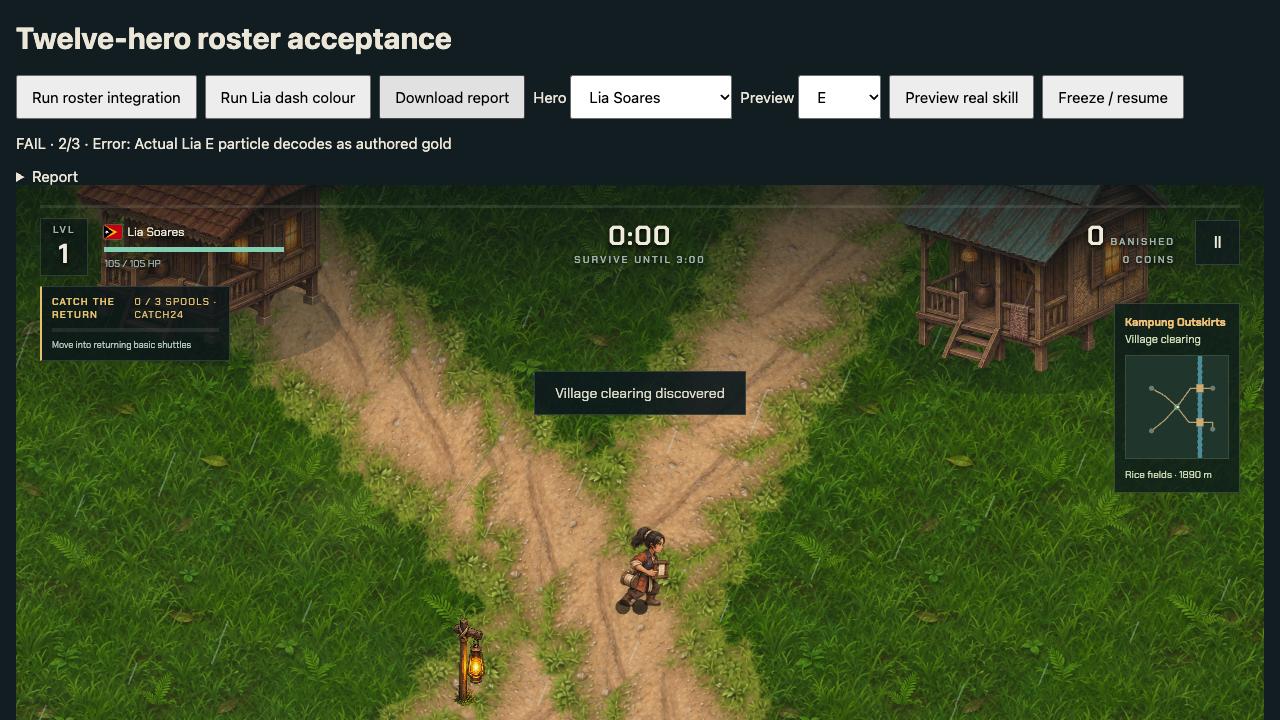 Twelve-hero roster acceptance
Run roster integration
Run Lia dash colour
Download report
Hero
Lia Soares
Preview
E
Preview real skill
Freeze / resume
FAIL · 2/3 · Error: Actual Lia E particle decodes as authored gold
Report
LVL
1
Lia Soares
105 / 105 HP
0:00
SURVIVE UNTIL 3:00
0 BANISHED
0 COINS
II
CATCH THE RETURN
0 / 3 SPOOLS · CATCH24
Move into returning basic shuttles
Kampung Outskirts
Village clearing
Rice fields · 1890 m
Village clearing discovered